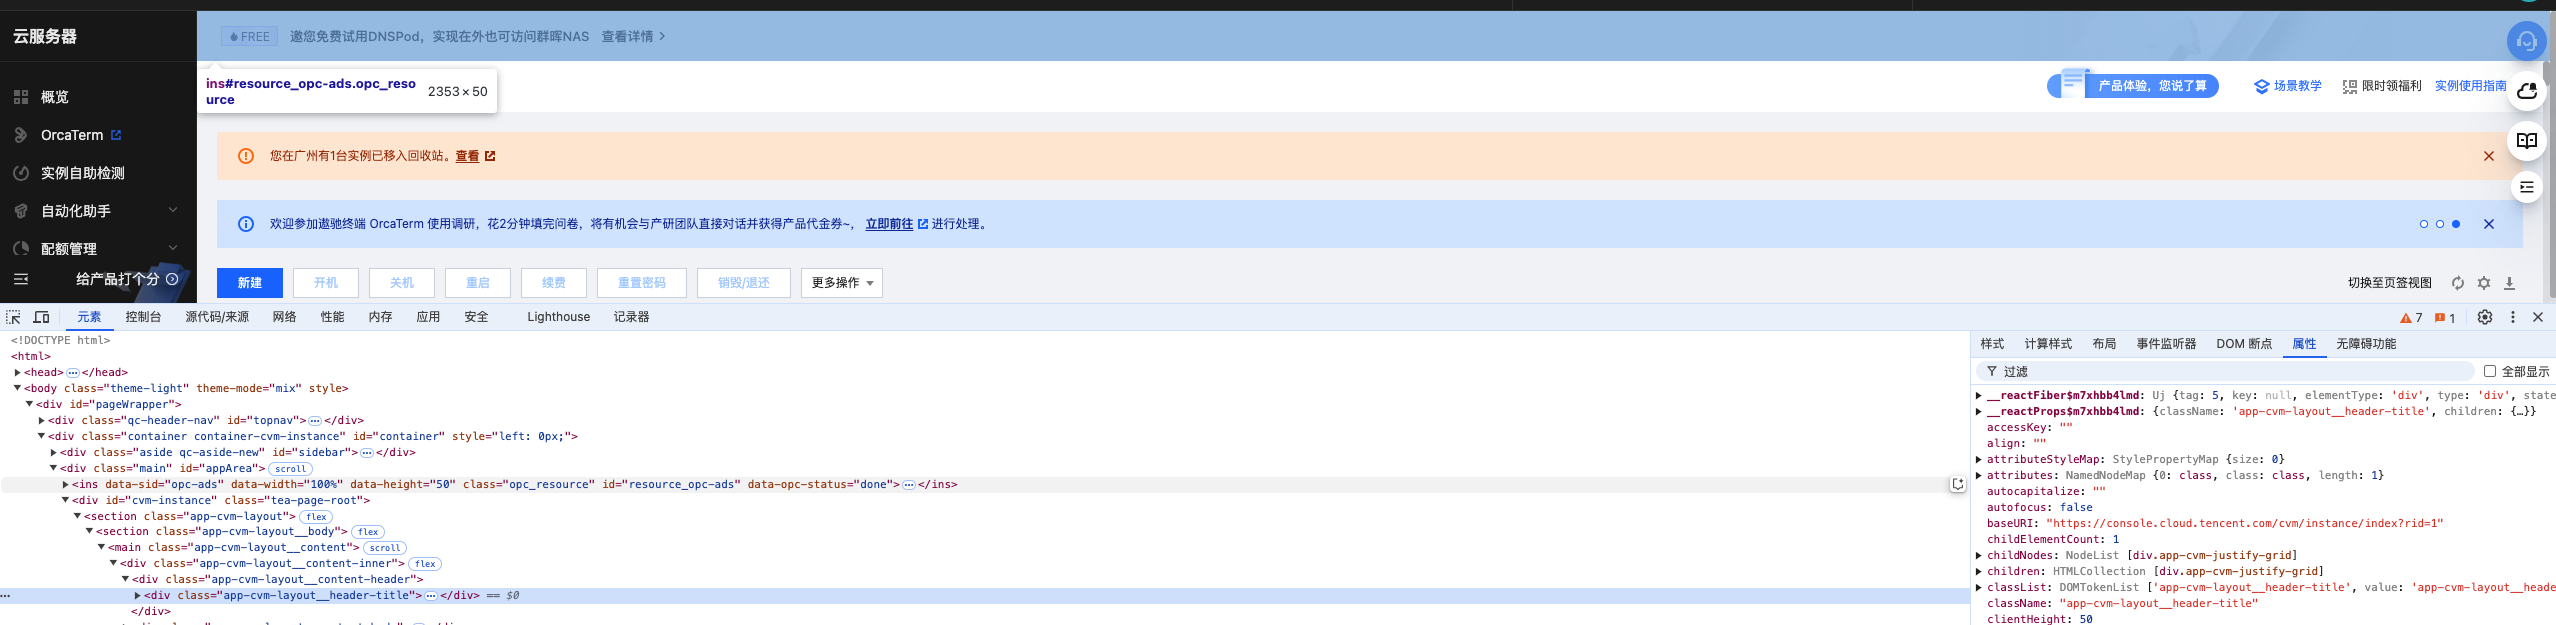 云服务器
FREE 邀您免费试用DNSPod，实现在外也可访问群晖NAS 查看详情
ins#resource_opc-ads.opc_reso
urce
2353 × 50
产品体验，您说了算
场景教学
限时领福利
实例使用指南
概览
OrcaTerm
实例自助检测
自动化助手
配额管理
给产品打个分
您在广州有1台实例已移入回收站。查看
欢迎参加遨驰终端 OrcaTerm 使用调研，花2分钟填完问卷，将有机会与产研团队直接对话并获得产品代金券~， 立即前往 进行处理。
新建 开机 关机 重启 续费 重置密码 销毁/退还 更多操作
切换至页签视图
元素 控制台 源代码/来源 网络 性能 内存 应用 安全 Lighthouse 记录器
7 1
<!DOCTYPE html>
<html>
<head> … </head>
<body class="theme-light" theme-mode="mix" style>
<div id="pageWrapper">
<div class="qc-header-nav" id="topnav"> … </div>
<div class="container container-cvm-instance" id="container" style="left: 0px;">
<div class="aside qc-aside-new" id="sidebar"> … </div>
<div class="main" id="appArea"> scroll
<ins data-sid="opc-ads" data-width="100%" data-height="50" class="opc_resource" id="resource_opc-ads" data-opc-status="done"> … </ins>
<div id="cvm-instance" class="tea-page-root">
<section class="app-cvm-layout"> flex
<section class="app-cvm-layout__body"> flex
<main class="app-cvm-layout__content"> scroll
<div class="app-cvm-layout__content-inner"> flex
<div class="app-cvm-layout__content-header">
… <div class="app-cvm-layout__header-title"> … </div> == $0
</div>
样式 计算样式 布局 事件监听器 DOM 断点 属性 无障碍功能
过滤
全部显示
__reactFiber$m7xhbb4lmd: Uj {tag: 5, key: null, elementType: 'div', type: 'div', state
__reactProps$m7xhbb4lmd: {className: 'app-cvm-layout__header-title', children: {…}}
accessKey: ""
align: ""
attributeStyleMap: StylePropertyMap {size: 0}
attributes: NamedNodeMap {0: class, class: class, length: 1}
autocapitalize: ""
autofocus: false
baseURI: "https://console.cloud.tencent.com/cvm/instance/index?rid=1"
childElementCount: 1
childNodes: NodeList [div.app-cvm-justify-grid]
children: HTMLCollection [div.app-cvm-justify-grid]
classList: DOMTokenList ['app-cvm-layout__header-title', value: 'app-cvm-layout__heade
className: "app-cvm-layout__header-title"
clientHeight: 50